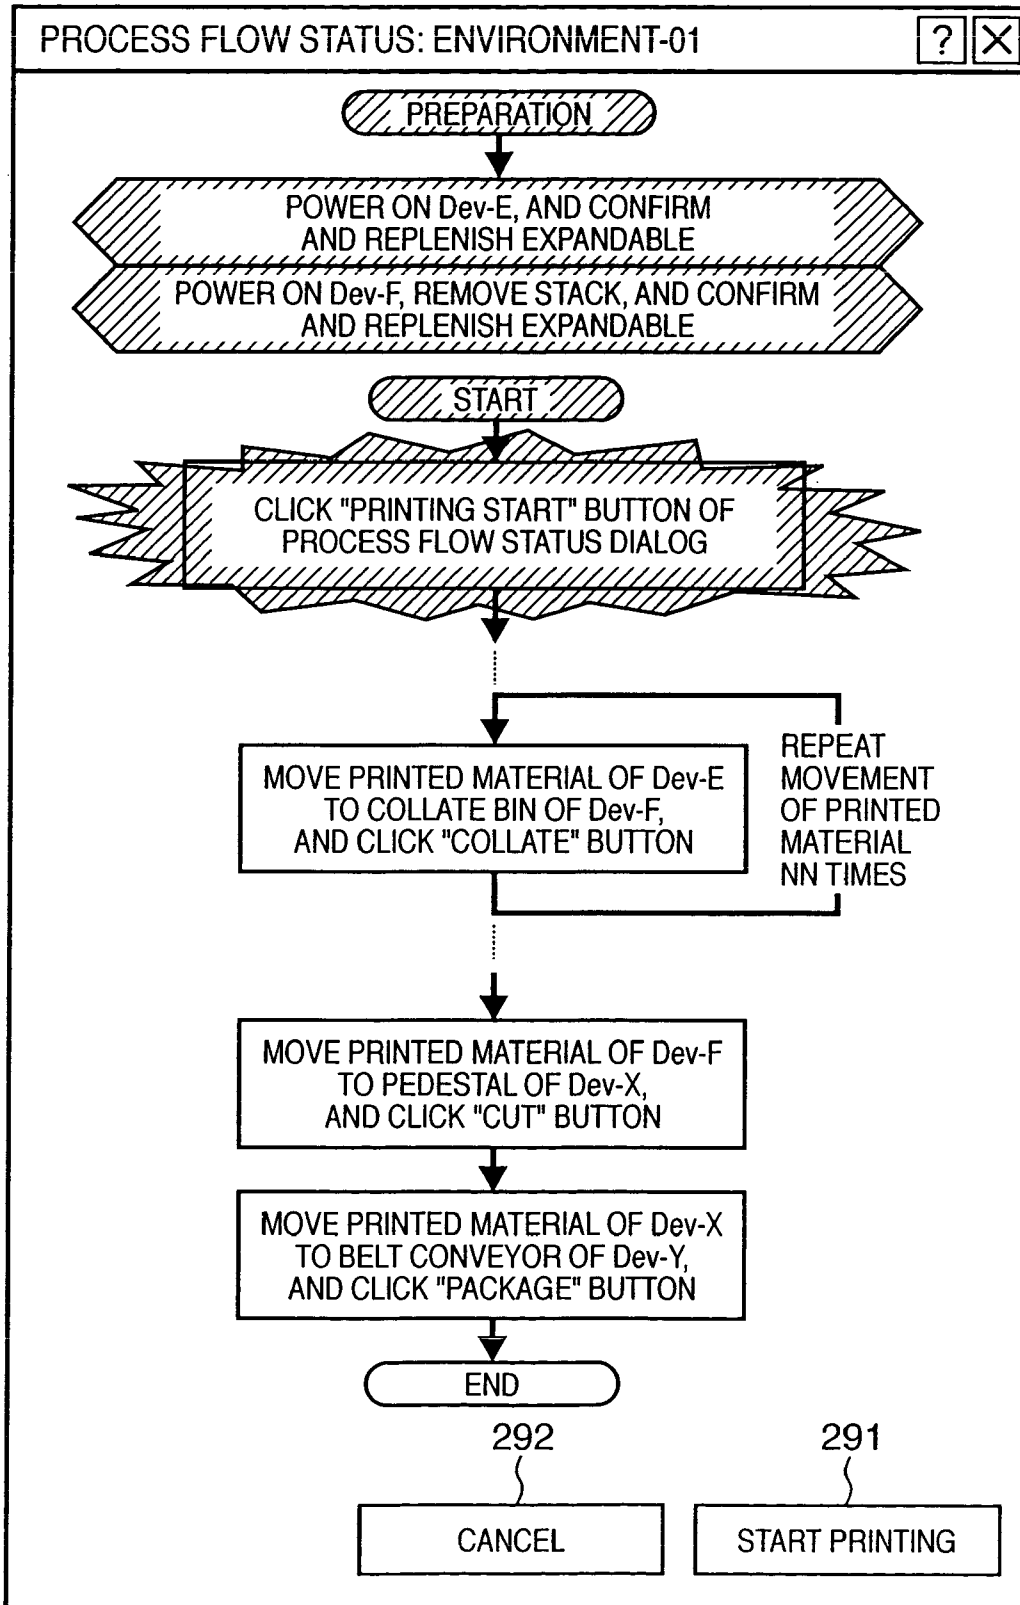 PROCESS FLOW STATUS: ENVIRONMENT-01
?
PREPARATION
POWER ON Dev-E, AND CONFIRM
AND REPLENISH EXPANDABLE
POWER ON Dev-F, REMOVE STACK, AND CONFIRM
AND REPLENISH EXPANDABLE
START
CLICK "PRINTING START" BUTTON OF
PROCESS FLOW STATUS DIALOG
MOVE PRINTED MATERIAL OF Dev-E
TO COLLATE BIN OF Dev-F,
AND CLICK "COLLATE" BUTTON
REPEAT
MOVEMENT
OF PRINTED
MATERIAL
NN TIMES
MOVE PRINTED MATERIAL OF Dev-F
TO PEDESTAL OF Dev-X,
AND CLICK "CUT" BUTTON
MOVE PRINTED MATERIAL OF Dev-X
TO BELT CONVEYOR OF Dev-Y,
AND CLICK "PACKAGE" BUTTON
END
292
291
CANCEL
START PRINTING